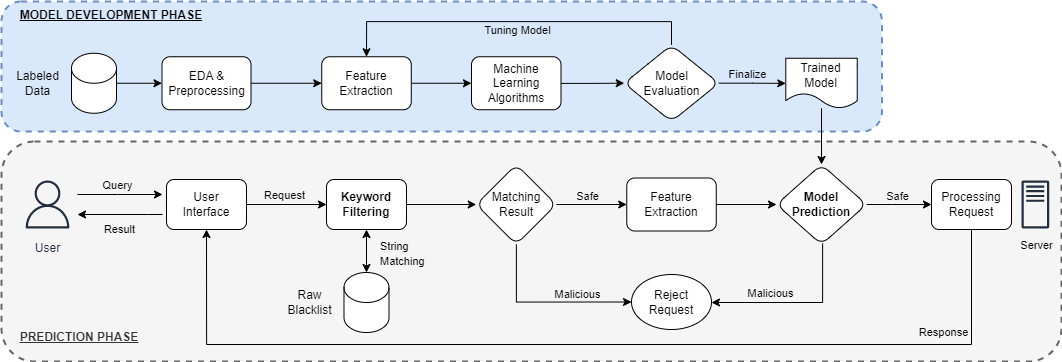 MODEL DEVELOPMENT PHASE
Tuning Model
Labeled
Data
EDA &
Preprocessing
Feature
Extraction
Machine
Learning
Algorithms
Model
Evaluation
Finalize
Trained
Model
Query
Result
User
User
Interface
Request
Keyword
Filtering
String
Matching
Raw
Blacklist
Matching
Result
Safe
Feature
Extraction
Model
Prediction
Safe
Processing
Request
Server
Malicious
Reject
Request
Malicious
Response
PREDICTION PHASE